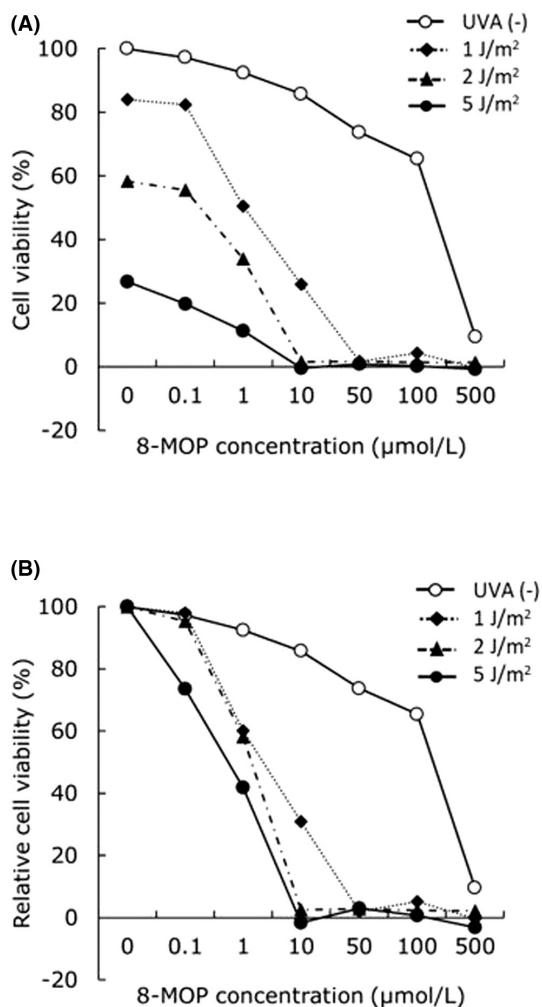 (A)
UVA (-)
1 J/m²
2 J/m²
5 J/m²
100
80
60
40
20
0
-20
Cell viability (%)
0 0.1 1 10 50 100 500
8-MOP concentration (µmol/L)
(B)
UVA (-)
1 J/m²
2 J/m²
5 J/m²
100
80
60
40
20
0
-20
Relative cell viability (%)
0 0.1 1 10 50 100 500
8-MOP concentration (µmol/L)